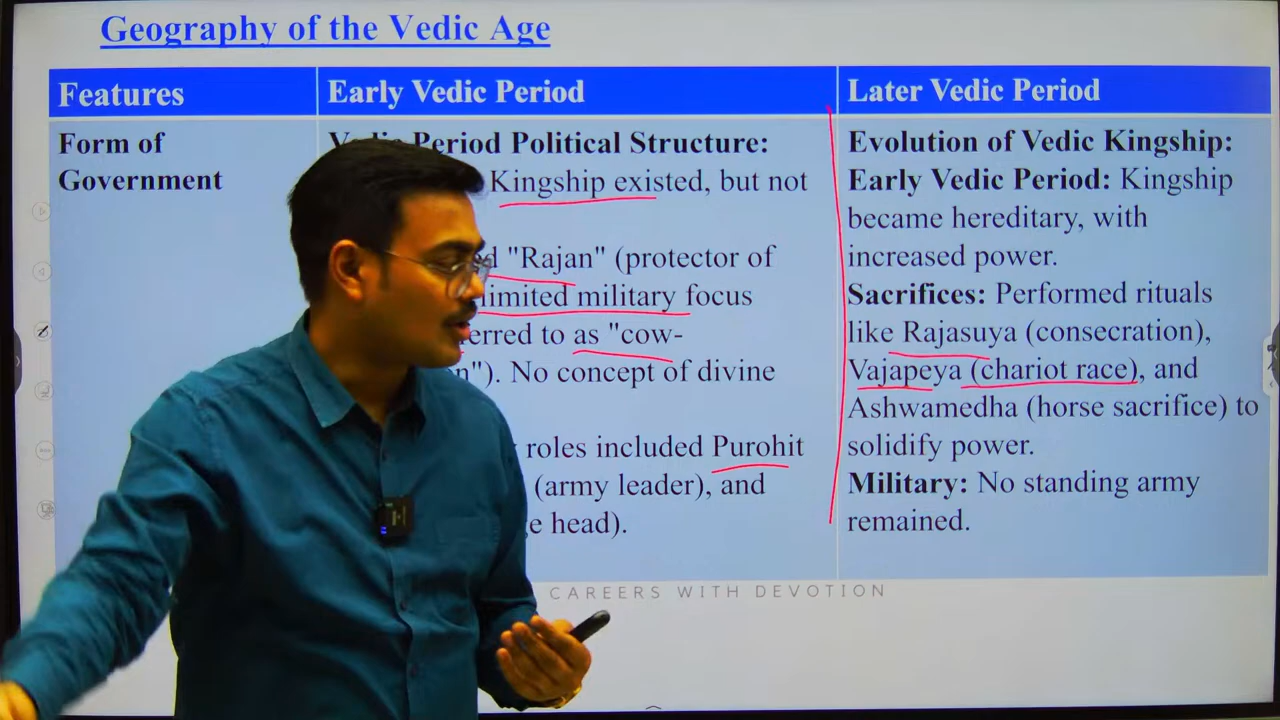 Geography of the Vedic Age
Features
Early Vedic Period
Later Vedic Period
Form of
Government
Period Political Structure:
Kingship existed, but not
"Rajan" (protector of
limited military focus
to as "cow-
No concept of divine
roles included Purohit
(army leader), and
head).
Evolution of Vedic Kingship:
Early Vedic Period: Kingship
became hereditary, with
increased power.
Sacrifices: Performed rituals
like Rajasuya (consecration),
Vajapeya (chariot race), and
Ashwamedha (horse sacrifice) to
solidify power.
Military: No standing army
remained.
CAREERS WITH DEVOTION